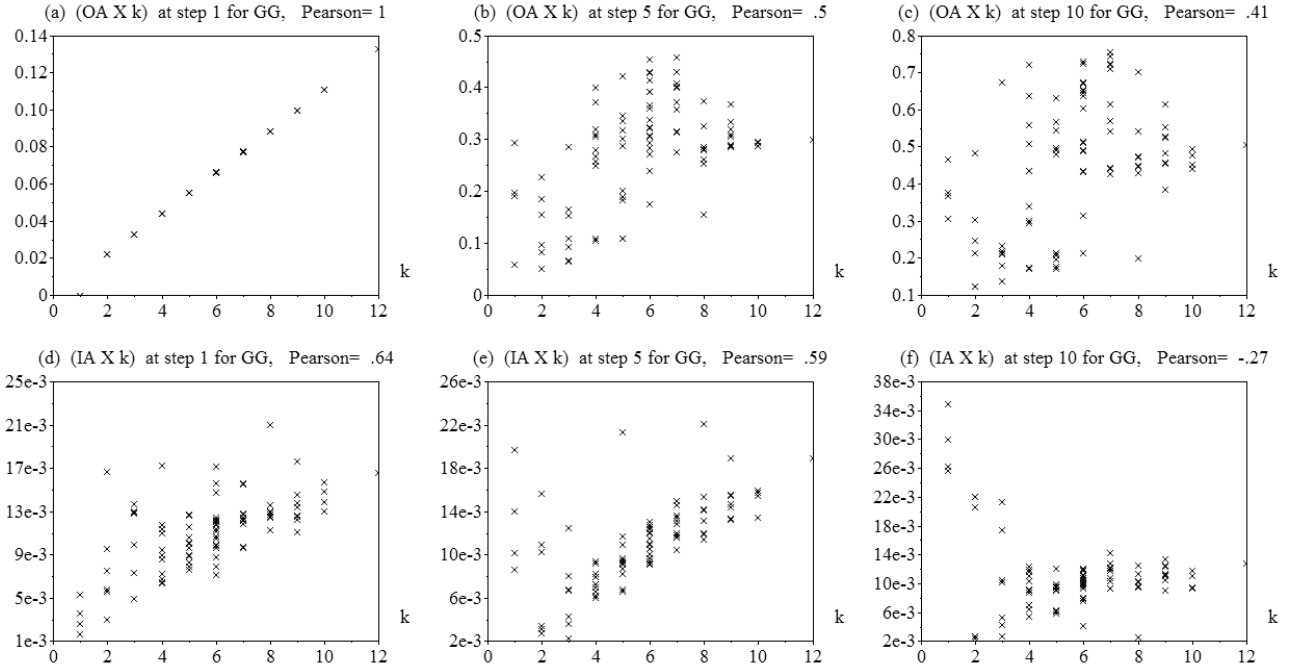 (a) (OA X k) at step 1 for GG, Pearson= 1
0.14
0.12
0.10
0.08
0.06
0.04
0.02
0
0 2 4 6 8 10 12
k
(b) (OA X k) at step 5 for GG, Pearson= .5
0.5
0.4
0.3
0.2
0.1
0
0 2 4 6 8 10 12
k
(c) (OA X k) at step 10 for GG, Pearson= .41
0.8
0.7
0.6
0.5
0.4
0.3
0.2
0.1
0 2 4 6 8 10 12
k
(d) (IA X k) at step 1 for GG, Pearson= .64
25e-3
21e-3
17e-3
13e-3
9e-3
5e-3
1e-3
0 2 4 6 8 10 12
k
(e) (IA X k) at step 5 for GG, Pearson= .59
26e-3
22e-3
18e-3
14e-3
10e-3
6e-3
2e-3
0 2 4 6 8 10 12
k
(f) (IA X k) at step 10 for GG, Pearson= -.27
38e-3
34e-3
30e-3
26e-3
22e-3
18e-3
14e-3
10e-3
6e-3
2e-3
0 2 4 6 8 10 12
k